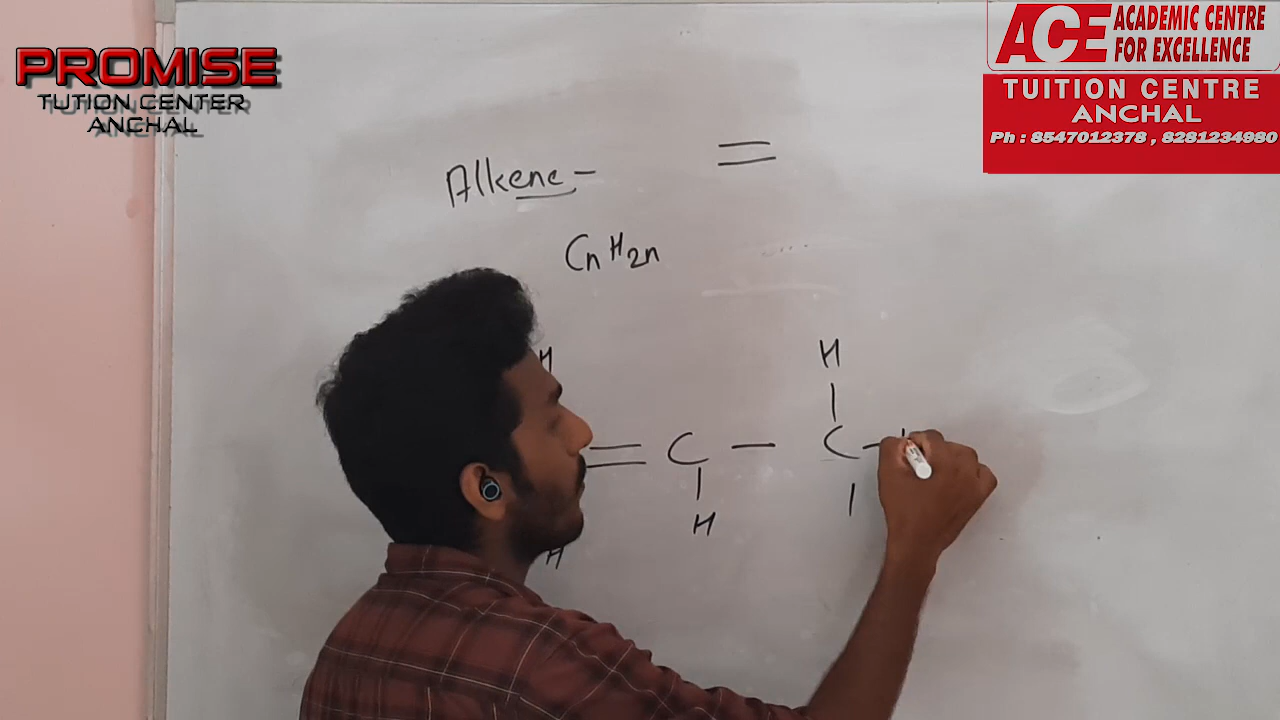 PROMISE
TUTION CENTER
ANCHAL
ACE ACADEMIC CENTRE
FOR EXCELLENCE
TUITION CENTRE
ANCHAL
Ph : 8547012378 , 8281234980
Alkene – =
CnH2n
H H
= C – C –
H
H